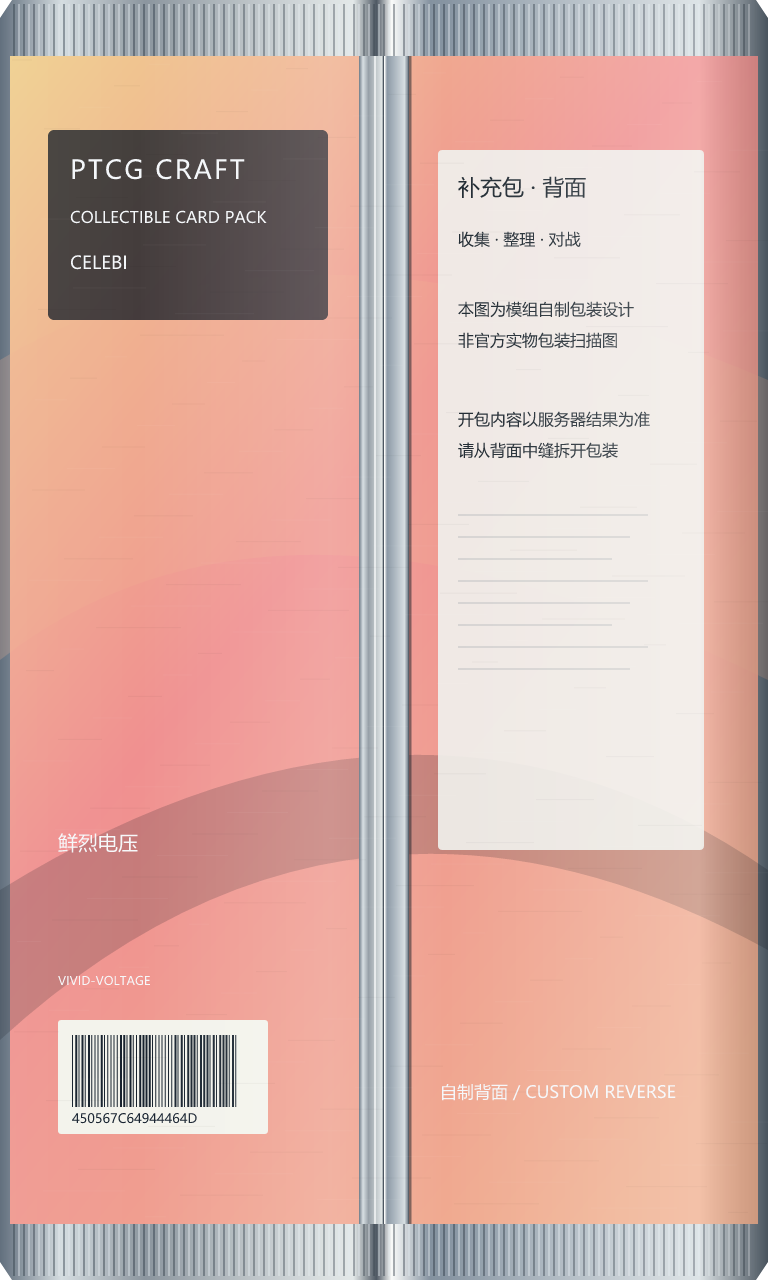 PTCG CRAFT
COLLECTIBLE CARD PACK
CELEBI
鲜烈电压
VIVID-VOLTAGE
450567C64944464D
补充包 · 背面
收集 · 整理 · 对战
本图为模组自制包装设计
非官方实物包装扫描图
开包内容以服务器结果为准
请从背面中缝拆开包装
自制背面 / CUSTOM REVERSE